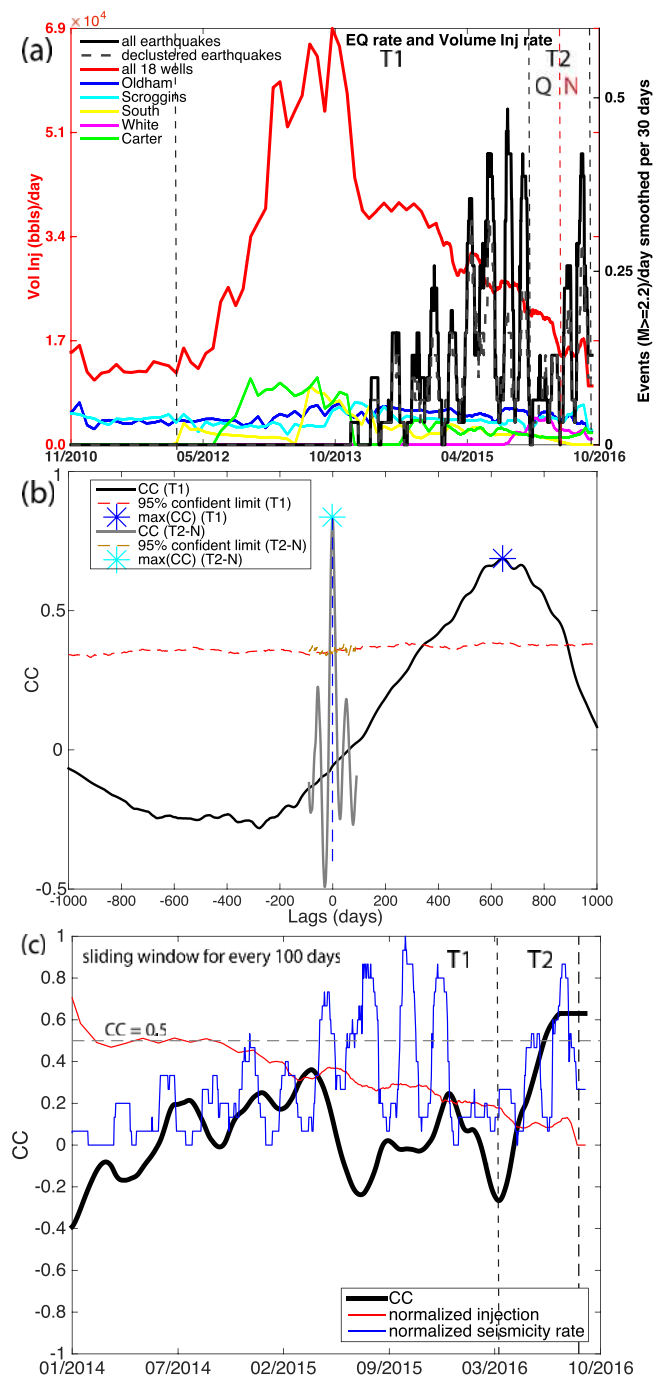 (a)
×10⁴
EQ rate and Volume Inj rate
all earthquakes
declustered earthquakes
all 18 wells
Oldham
Scroggins
South
White
Carter
T1
T2
Q
N
6.9
5.1
3.4
1.7
0.0
Vol Inj (bbls)/day
0.5
0.25
0
Events (M>=2.2)/day smoothed per 30 days
11/2010
05/2012
10/2013
04/2015
10/2016
(b)
CC (T1)
95% confident limit (T1)
max(CC) (T1)
CC (T2-N)
95% confident limit (T2-N)
max(CC) (T2-N)
1
0.5
0
-0.5
CC
-1000
-800
-600
-400
-200
0
200
400
600
800
1000
Lags (days)
(c)
sliding window for every 100 days
T1
T2
CC = 0.5
1
0.8
0.6
0.4
0.2
0
-0.2
-0.4
-0.6
-0.8
-1
CC
CC
normalized injection
normalized seismicity rate
01/2014
07/2014
02/2015
09/2015
03/2016
10/2016